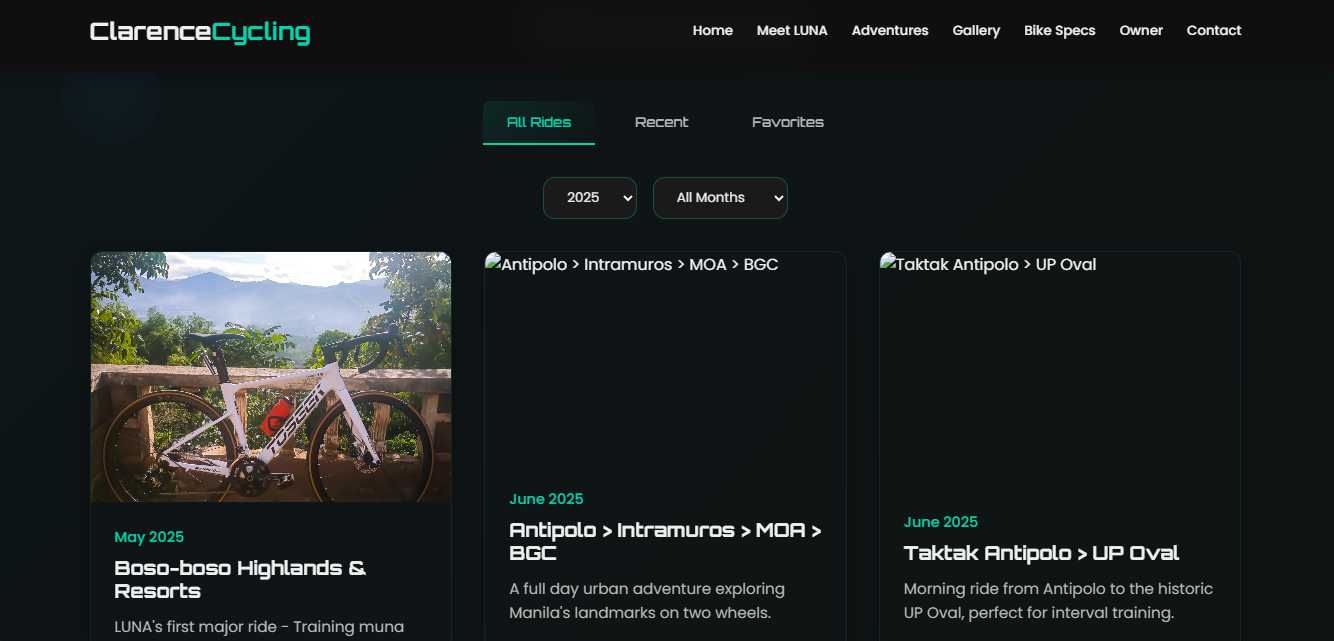 ClarenceCycling
Home Meet LUNA Adventures Gallery Bike Specs Owner Contact
All Rides Recent Favorites
2025 All Months
TUSEEN
May 2025
Boso-boso Highlands &
Resorts
LUNA's first major ride - Training muna
Antipolo > Intramuros > MOA > BGC
June 2025
Antipolo > Intramuros > MOA >
BGC
A full day urban adventure exploring
Manila's landmarks on two wheels.
Taktak Antipolo > UP Oval
June 2025
Taktak Antipolo > UP Oval
Morning ride from Antipolo to the historic
UP Oval, perfect for interval training.